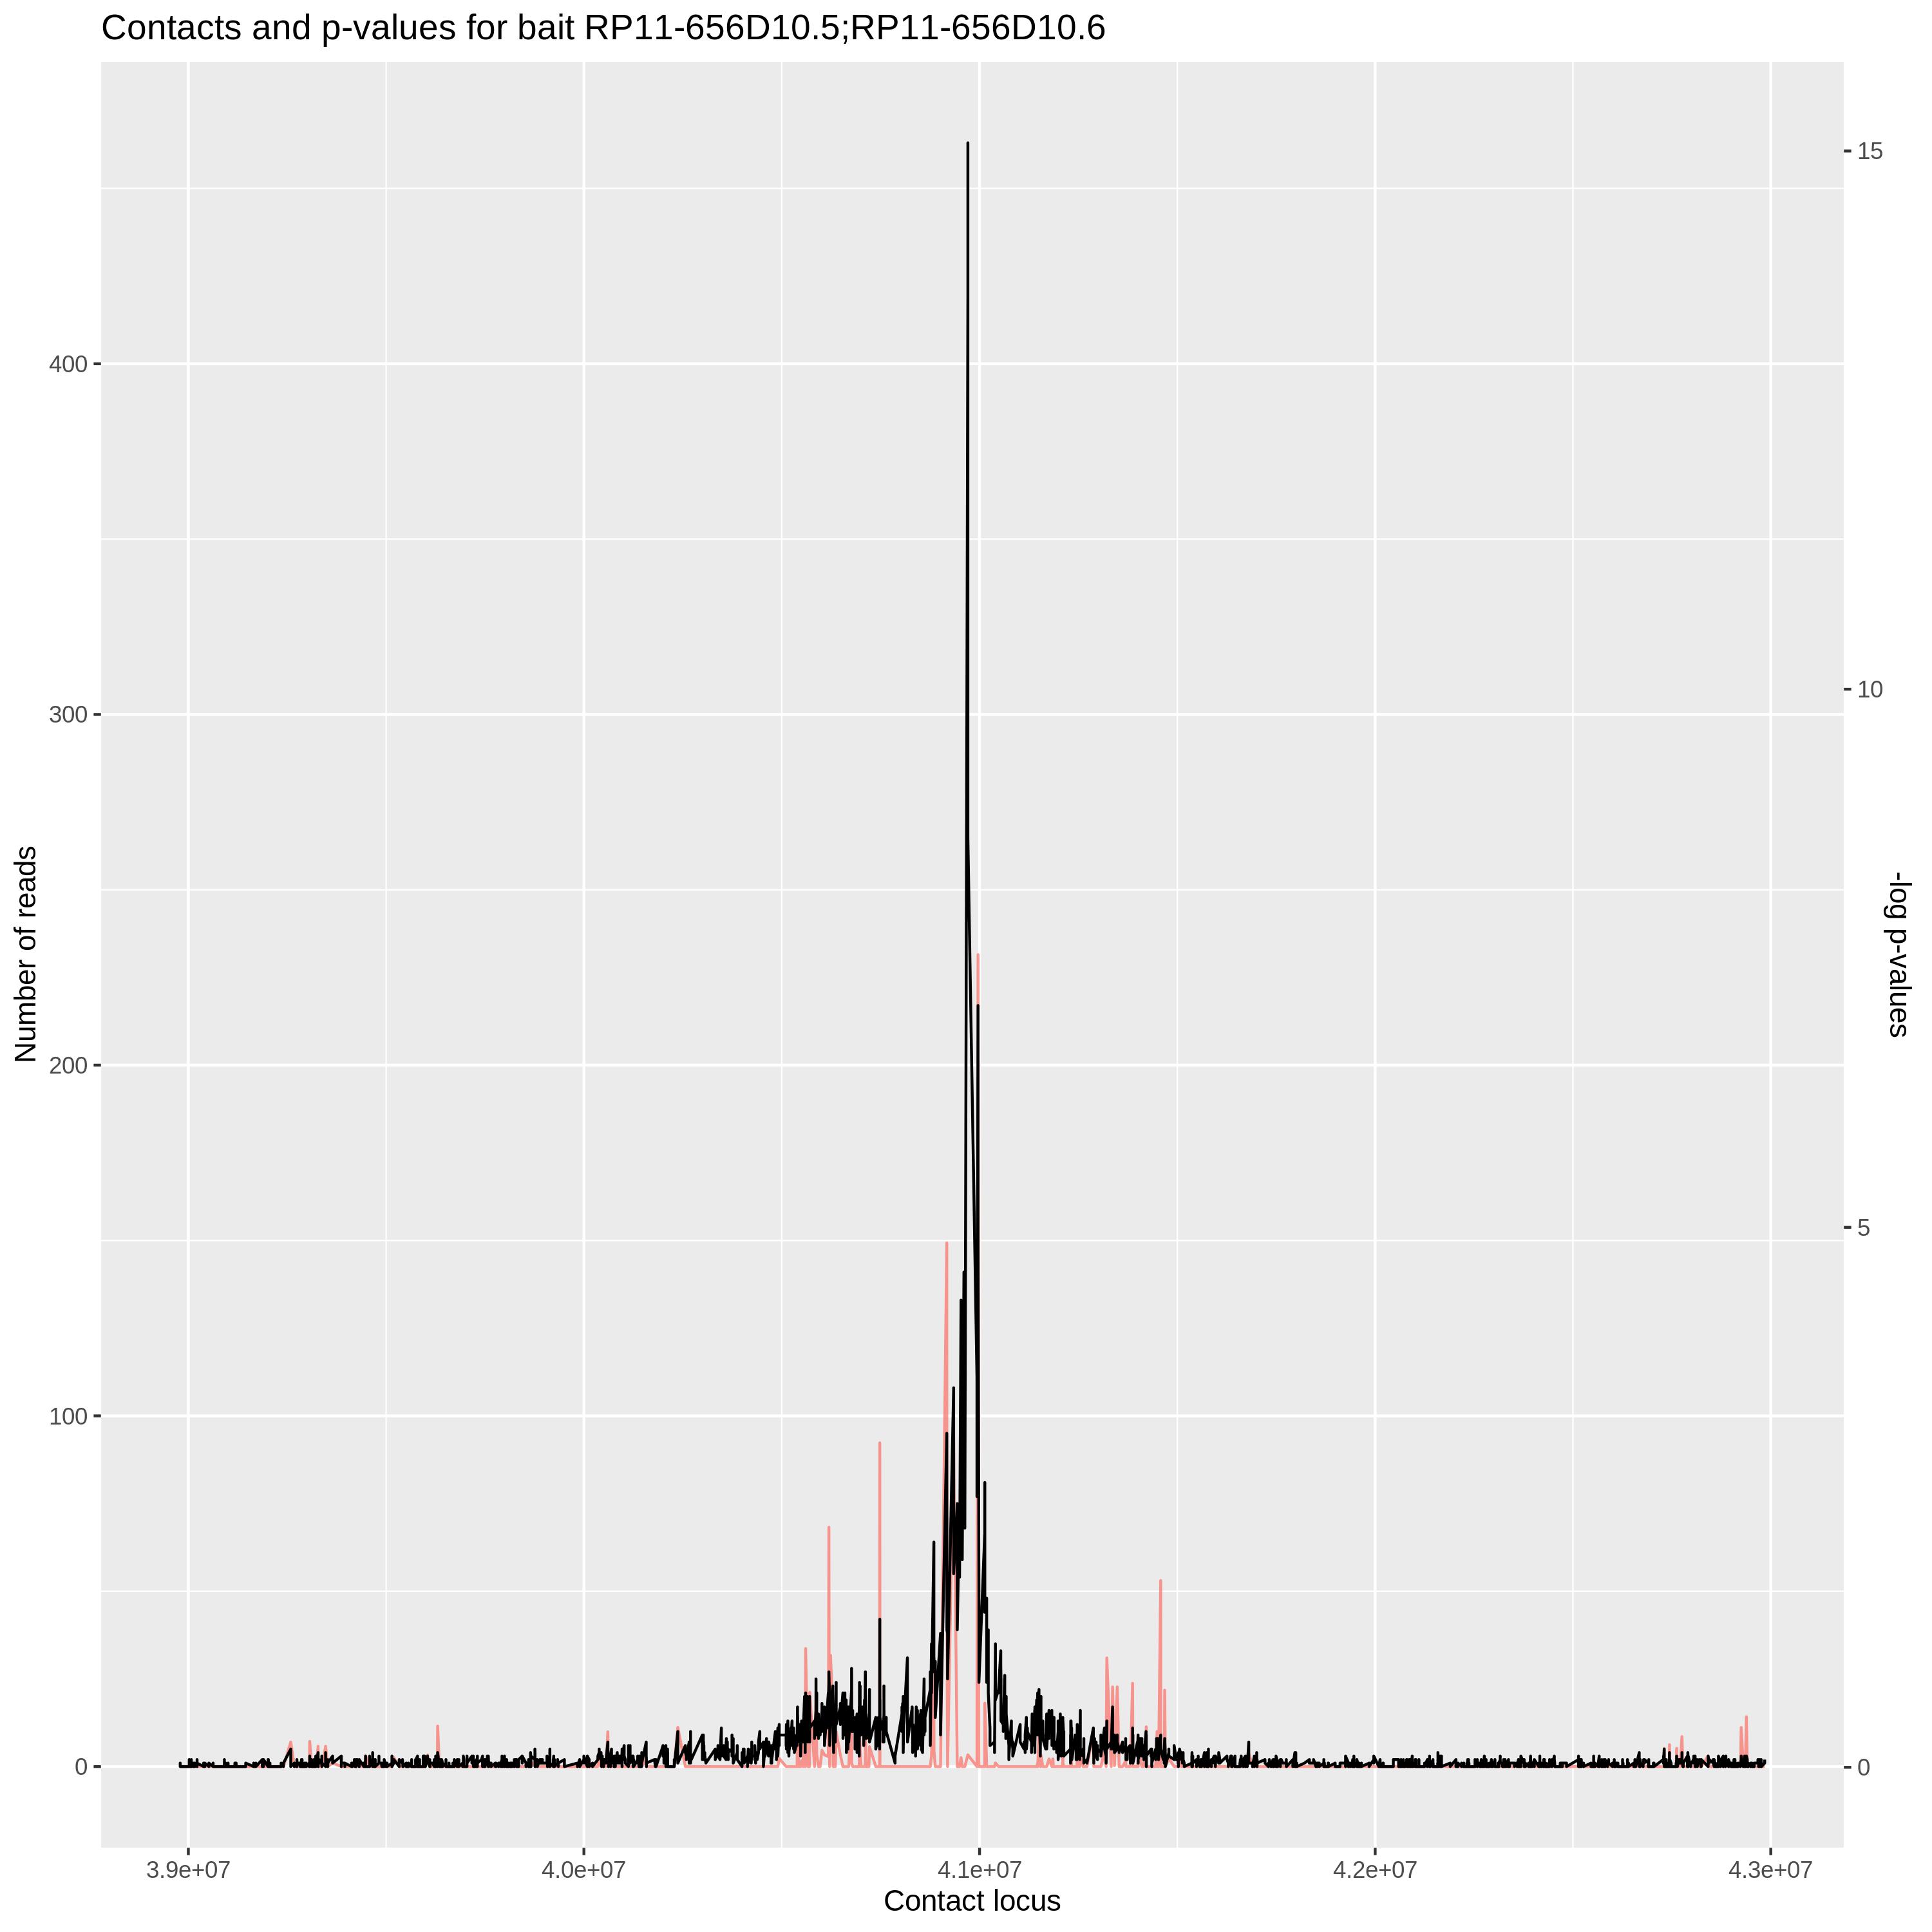 Contacts and p-values for bait RP11-656D10.5;RP11-656D10.6
Number of reads
400
300
200
100
0
15
10
5
0
-log p-values
3.9e+07
4.0e+07
4.1e+07
4.2e+07
4.3e+07
Contact locus